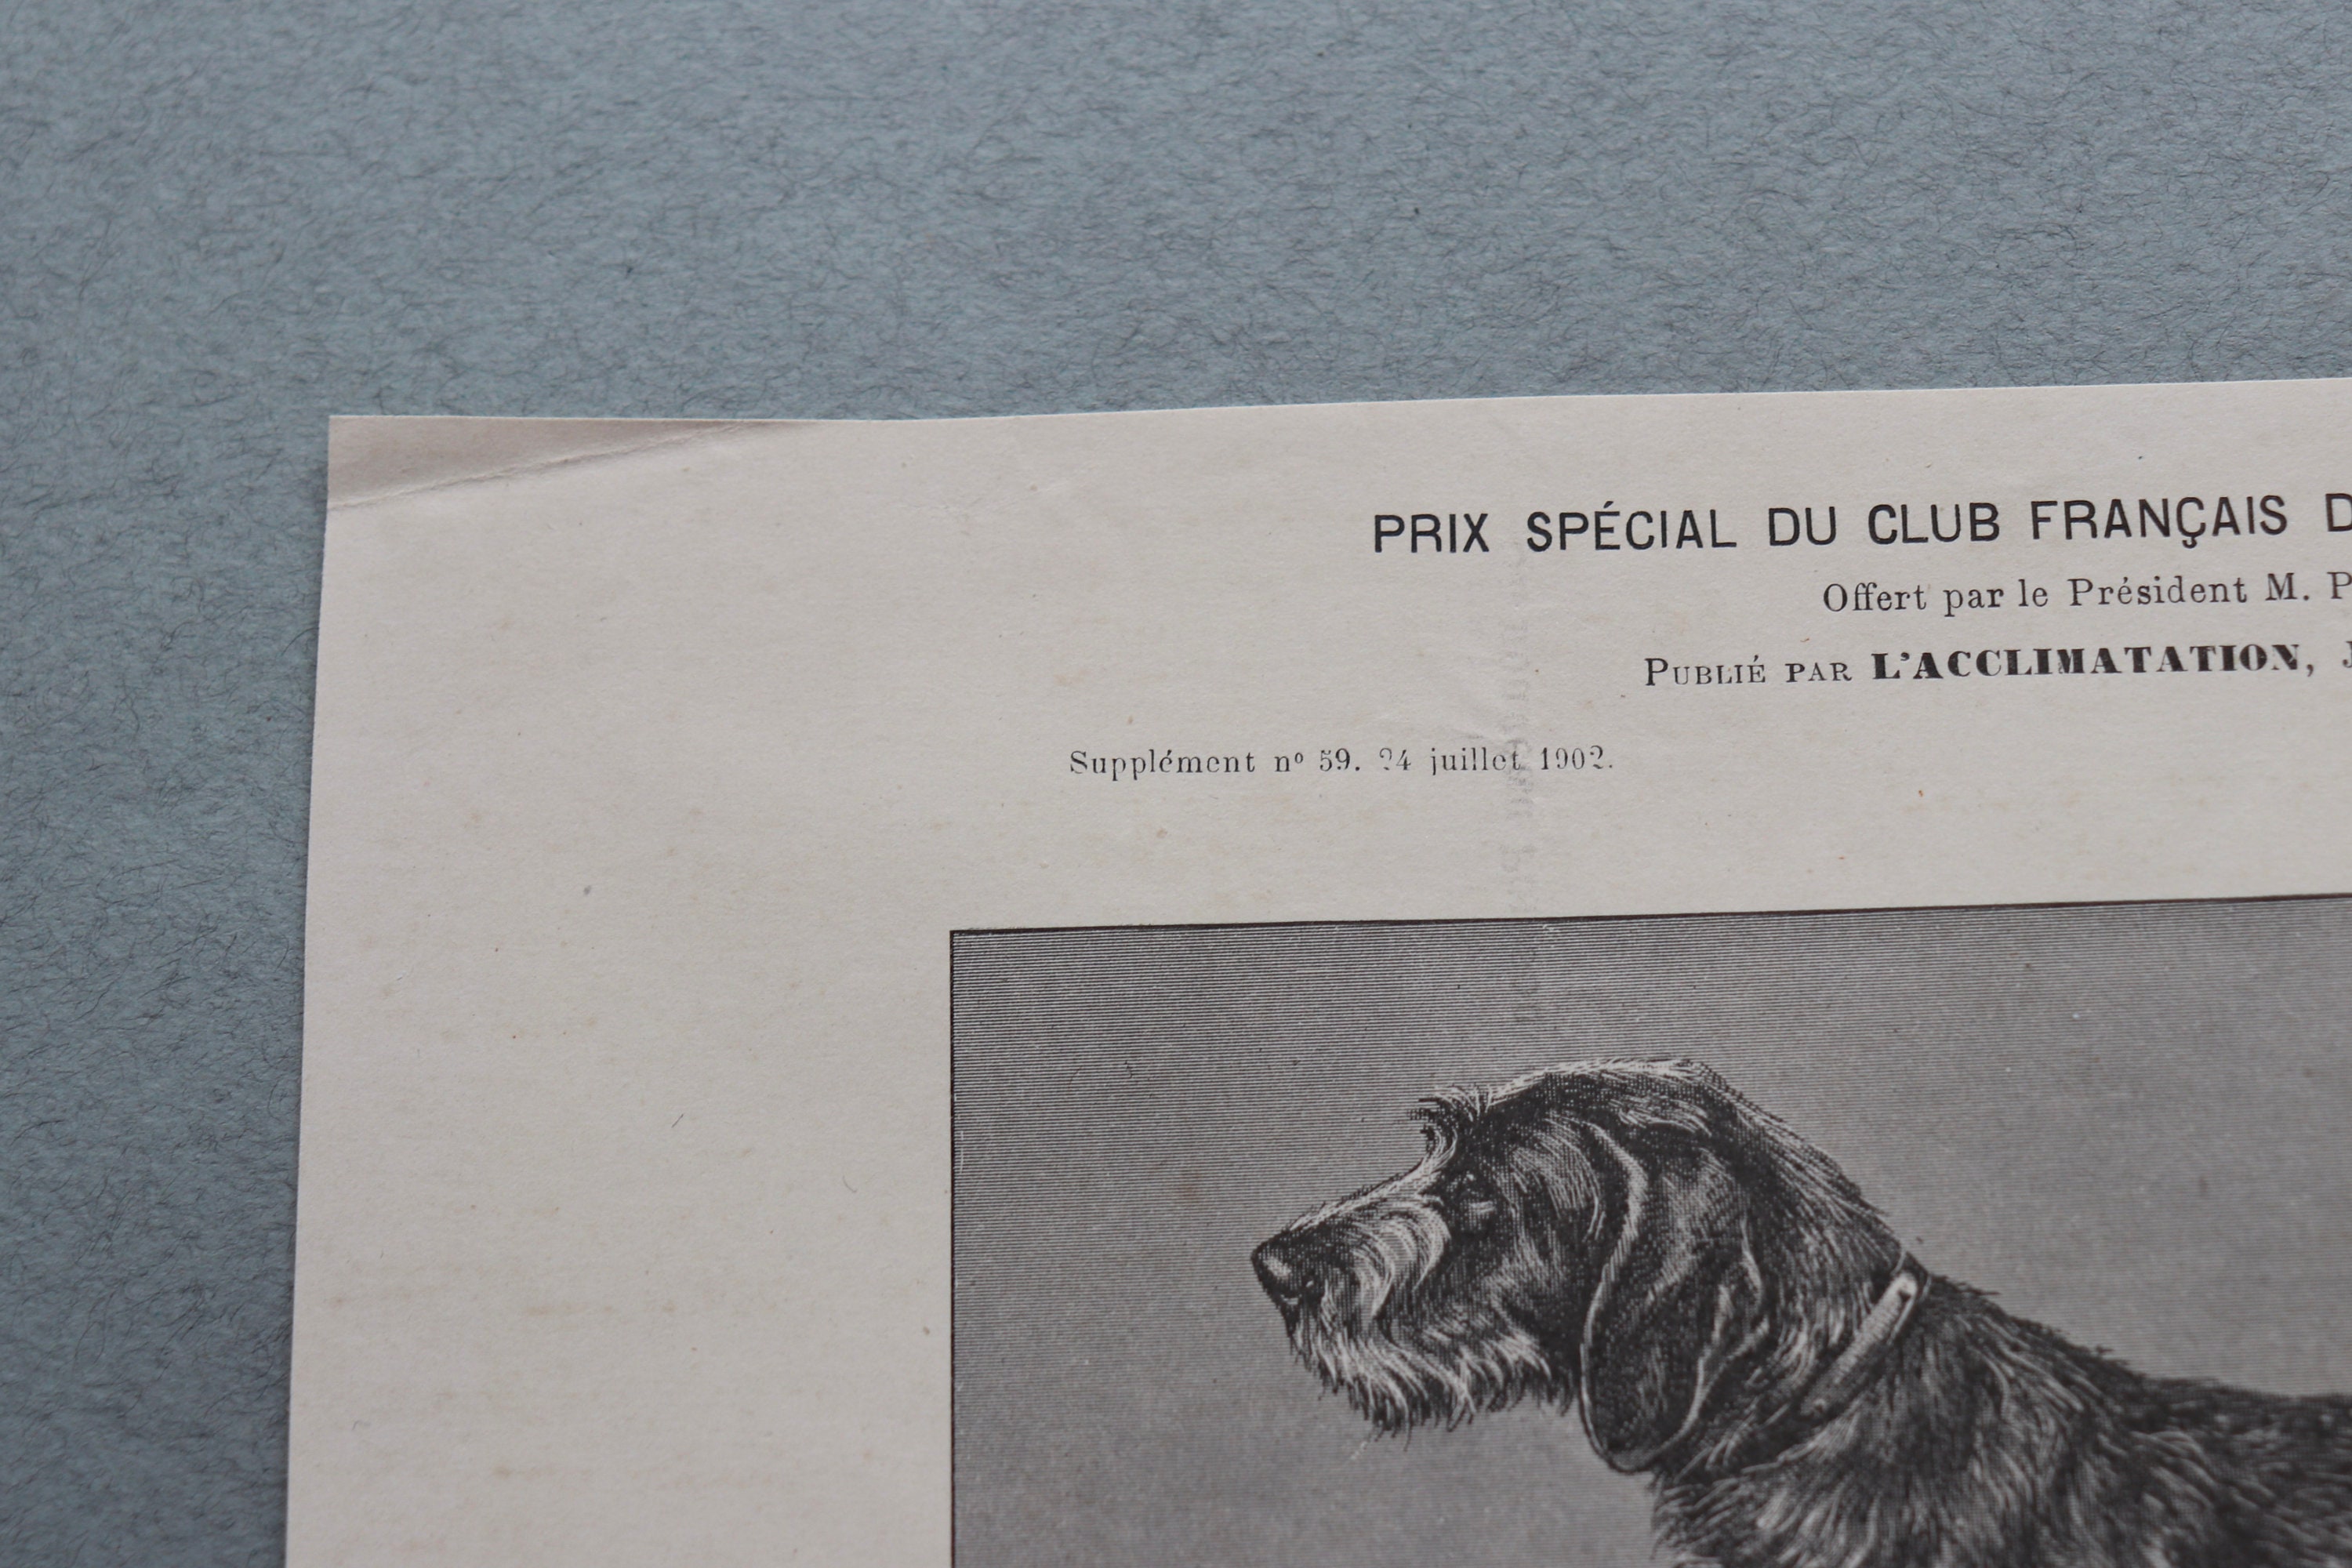 PRIX SPÉCIAL DU CLUB FRANÇAIS D
Offert par le Président M. P
PUBLIÉ PAR L'ACCLIMATATION, J
Supplément nº 59. 24 juillet 1902.